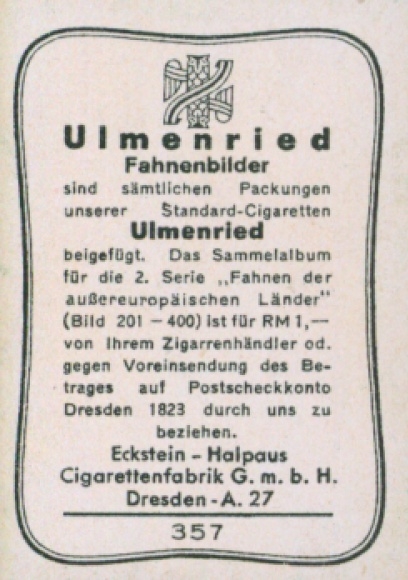 Ulmenried
Fahnenbilder
sind sämtlichen Packungen
unserer Standard-Cigaretten
Ulmenried
beigefügt. Das Sammelalbum
für die 2. Serie „Fahnen der
außereuropäischen Länder"
(Bild 201 – 400) ist für RM 1,—
von Ihrem Zigarrenhändler od.
gegen Voreinsendung des Be-
trages auf Postscheckkonto
Dresden 1823 durch uns zu
beziehen.
Eckstein - Halpaus
Cigarettenfabrik G. m. b. H.
Dresden - A. 27
357